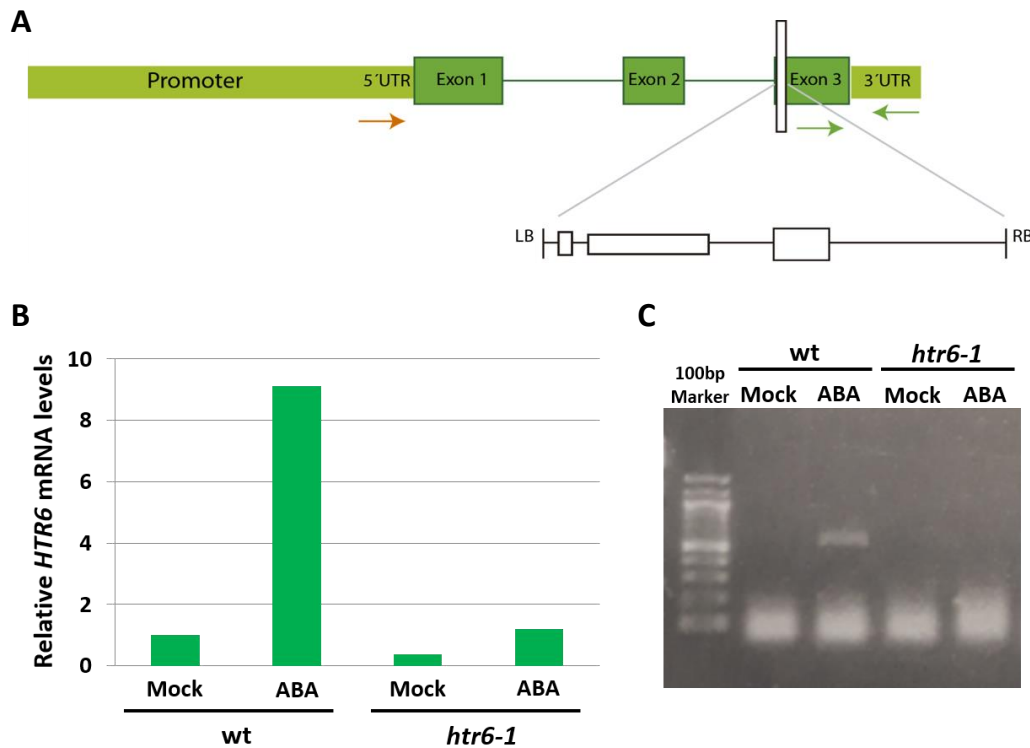 A
Promoter 5´UTR Exon 1 Exon 2 Exon 3 3´UTR
LB RB
B
Relative HTR6 mRNA levels
10
8
6
4
2
0
Mock ABA Mock ABA
wt htr6-1
C
wt htr6-1
100bp
Marker Mock ABA Mock ABA